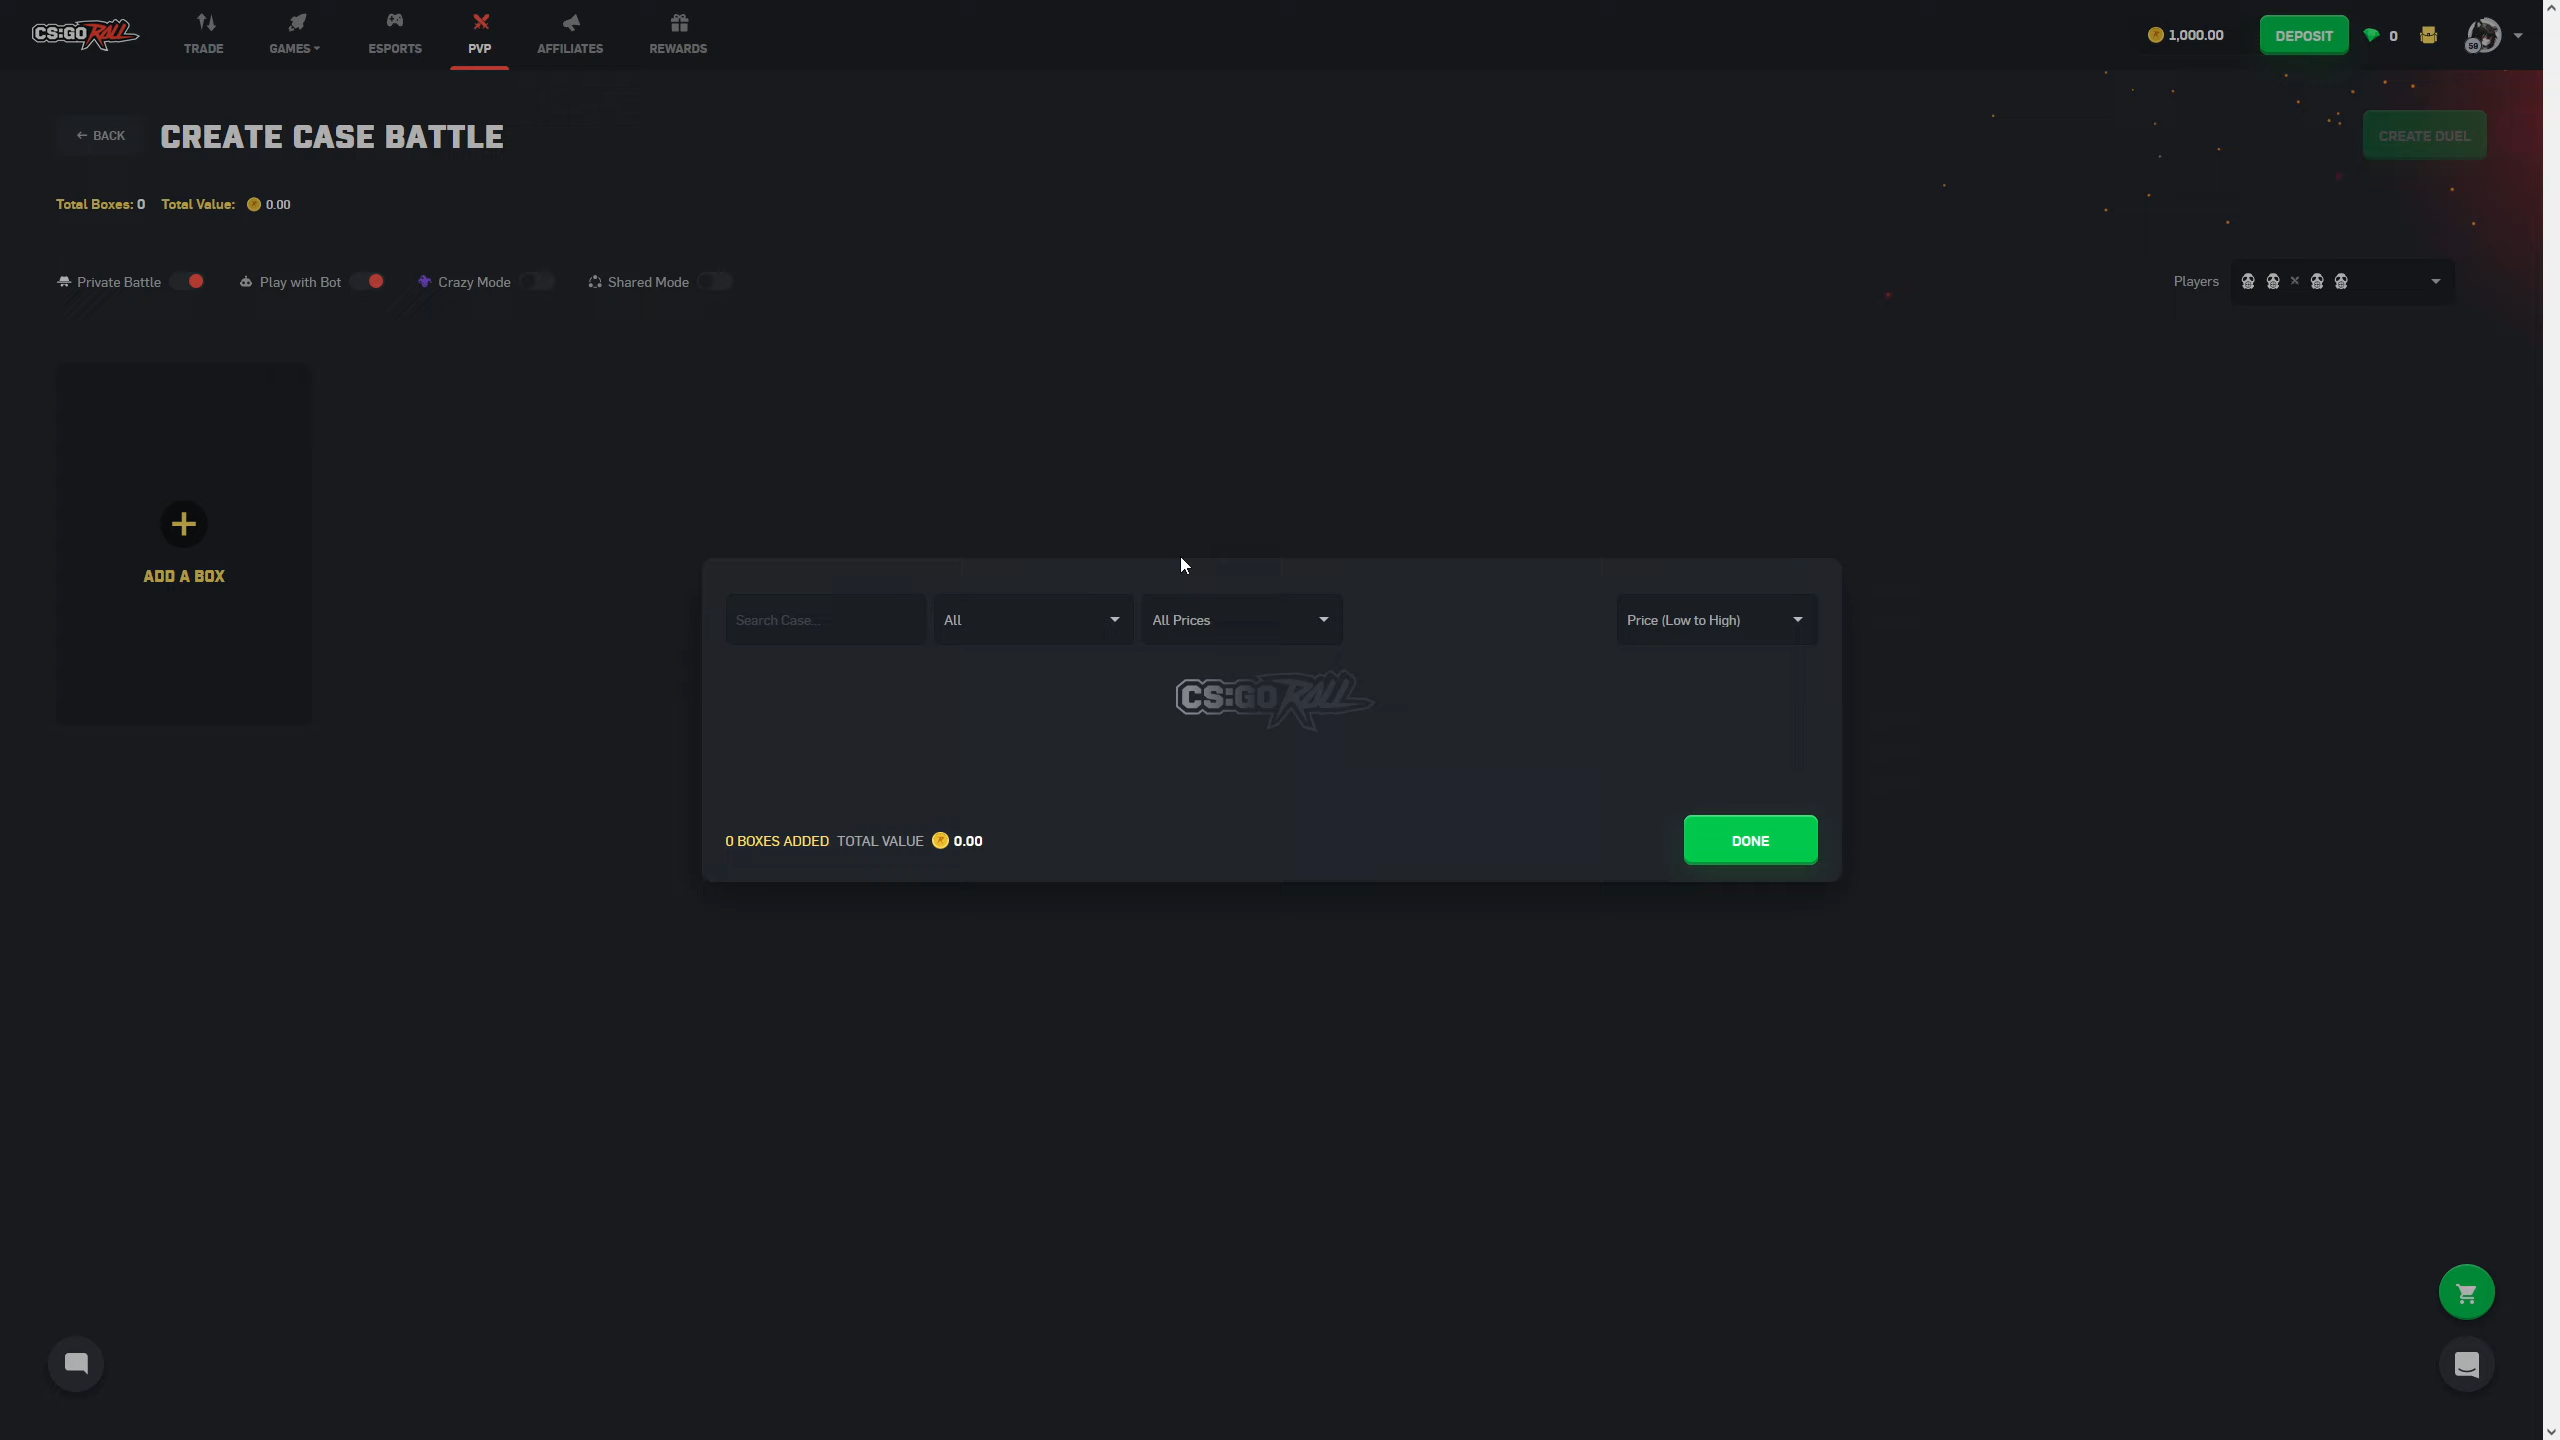 CS:GO ROLL
TRADE
GAMES
ESPORTS
PVP
AFFILIATES
REWARDS
1,000.00
DEPOSIT
0
59
← BACK
CREATE CASE BATTLE
CREATE DUEL
Total Boxes: 0 Total Value: 0.00
Private Battle
Play with Bot
Crazy Mode
Shared Mode
Players
ADD A BOX
Search Case...
All
All Prices
Price (Low to High)
CS:GO ROLL
0 BOXES ADDED TOTAL VALUE 0.00
DONE